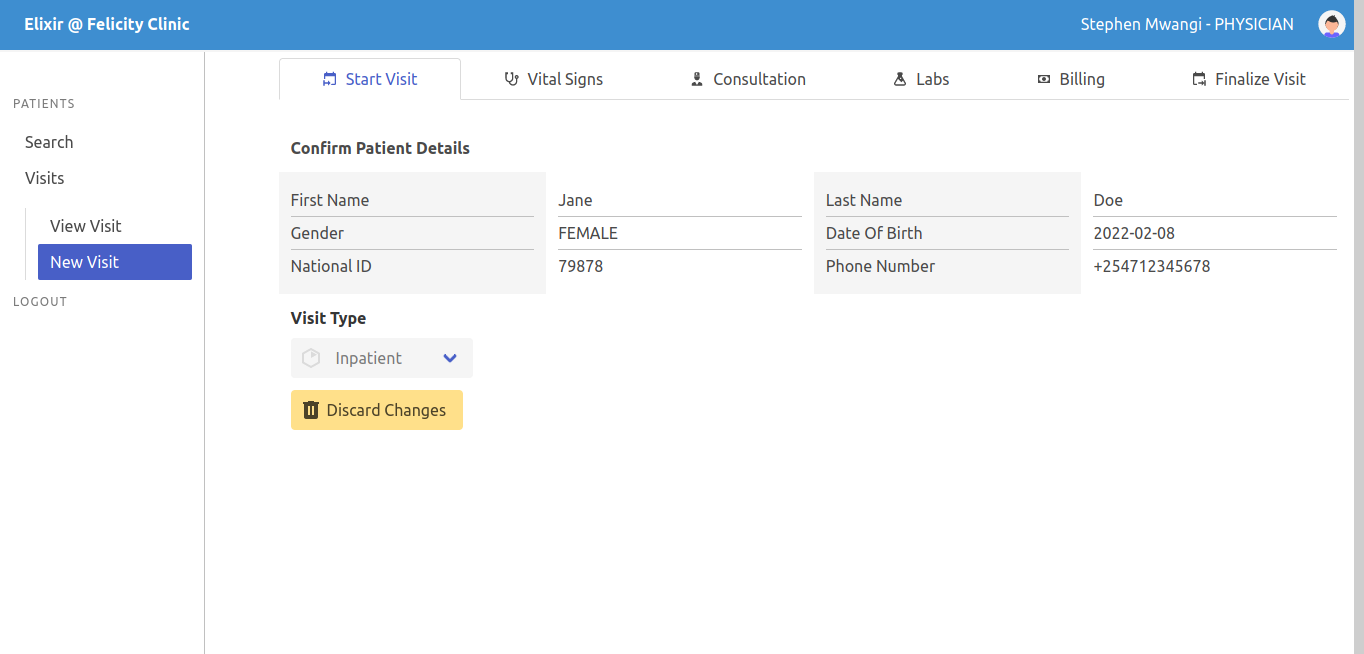 Elixir @ Felicity Clinic
Stephen Mwangi - PHYSICIAN
PATIENTS
Search
Visits
View Visit
New Visit
LOGOUT
Start Visit
Vital Signs
Consultation
Labs
Billing
Finalize Visit
Confirm Patient Details
First Name Jane Last Name Doe
Gender FEMALE Date Of Birth 2022-02-08
National ID 79878 Phone Number +254712345678
Visit Type
Inpatient
Discard Changes